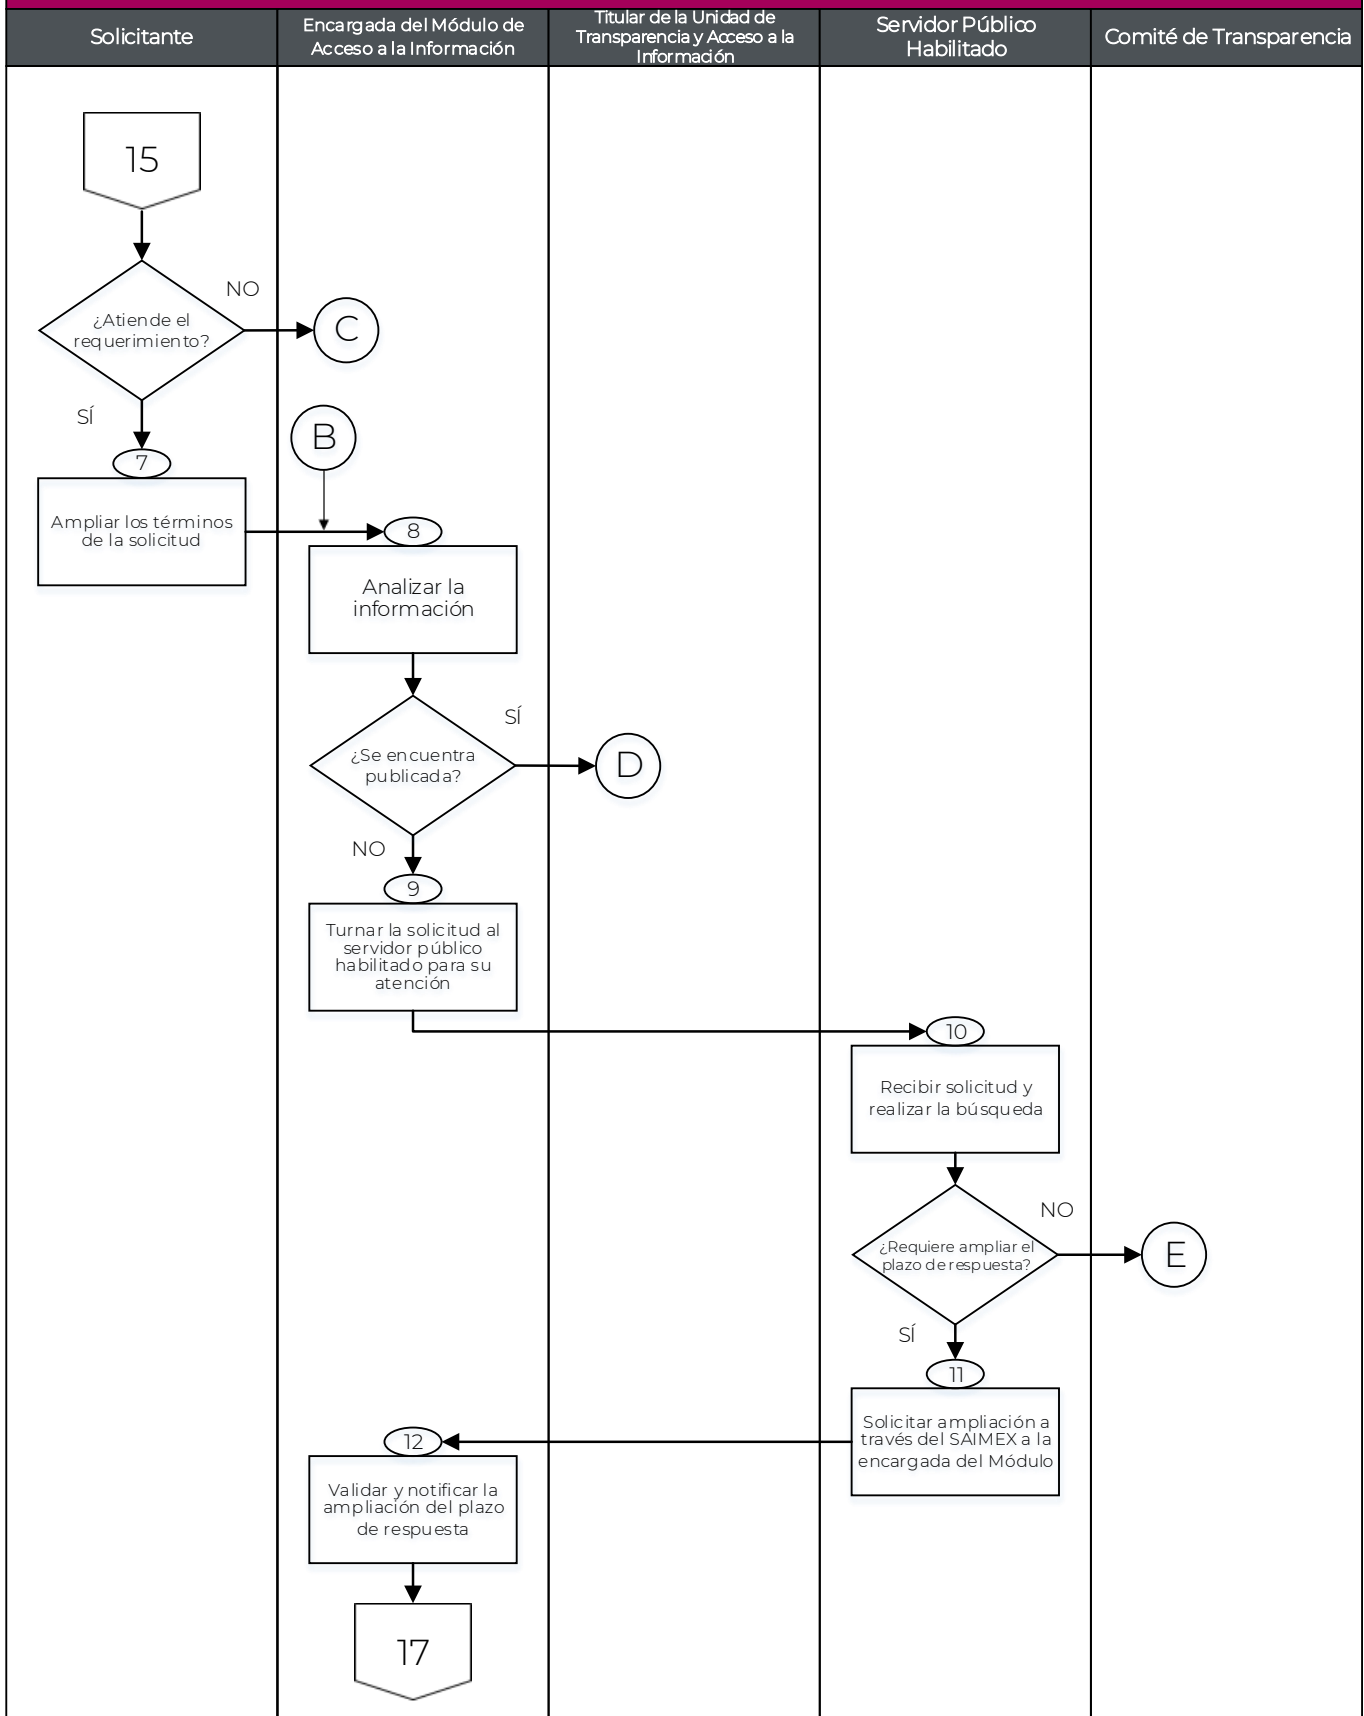 Solicitante
Encargada del Módulo de
Acceso a la Información
Titular de la Unidad de
Transparencia y Acceso a la
Información
Servidor Público
Habilitado
Comité de Transparencia
15
¿Atiende el
requerimiento?
NO
C
SÍ
B
7
Ampliar los términos
de la solicitud
8
Analizar la
información
¿Se encuentra
publicada?
SÍ
D
NO
9
Turnar la solicitud al
servidor público
habilitado para su
atención
10
Recibir solicitud y
realizar la búsqueda
¿Requiere ampliar el
plazo de respuesta?
NO
E
SÍ
11
Solicitar ampliación a
través del SAIMEX a la
encargada del Módulo
12
Validar y notificar la
ampliación del plazo
de respuesta
17